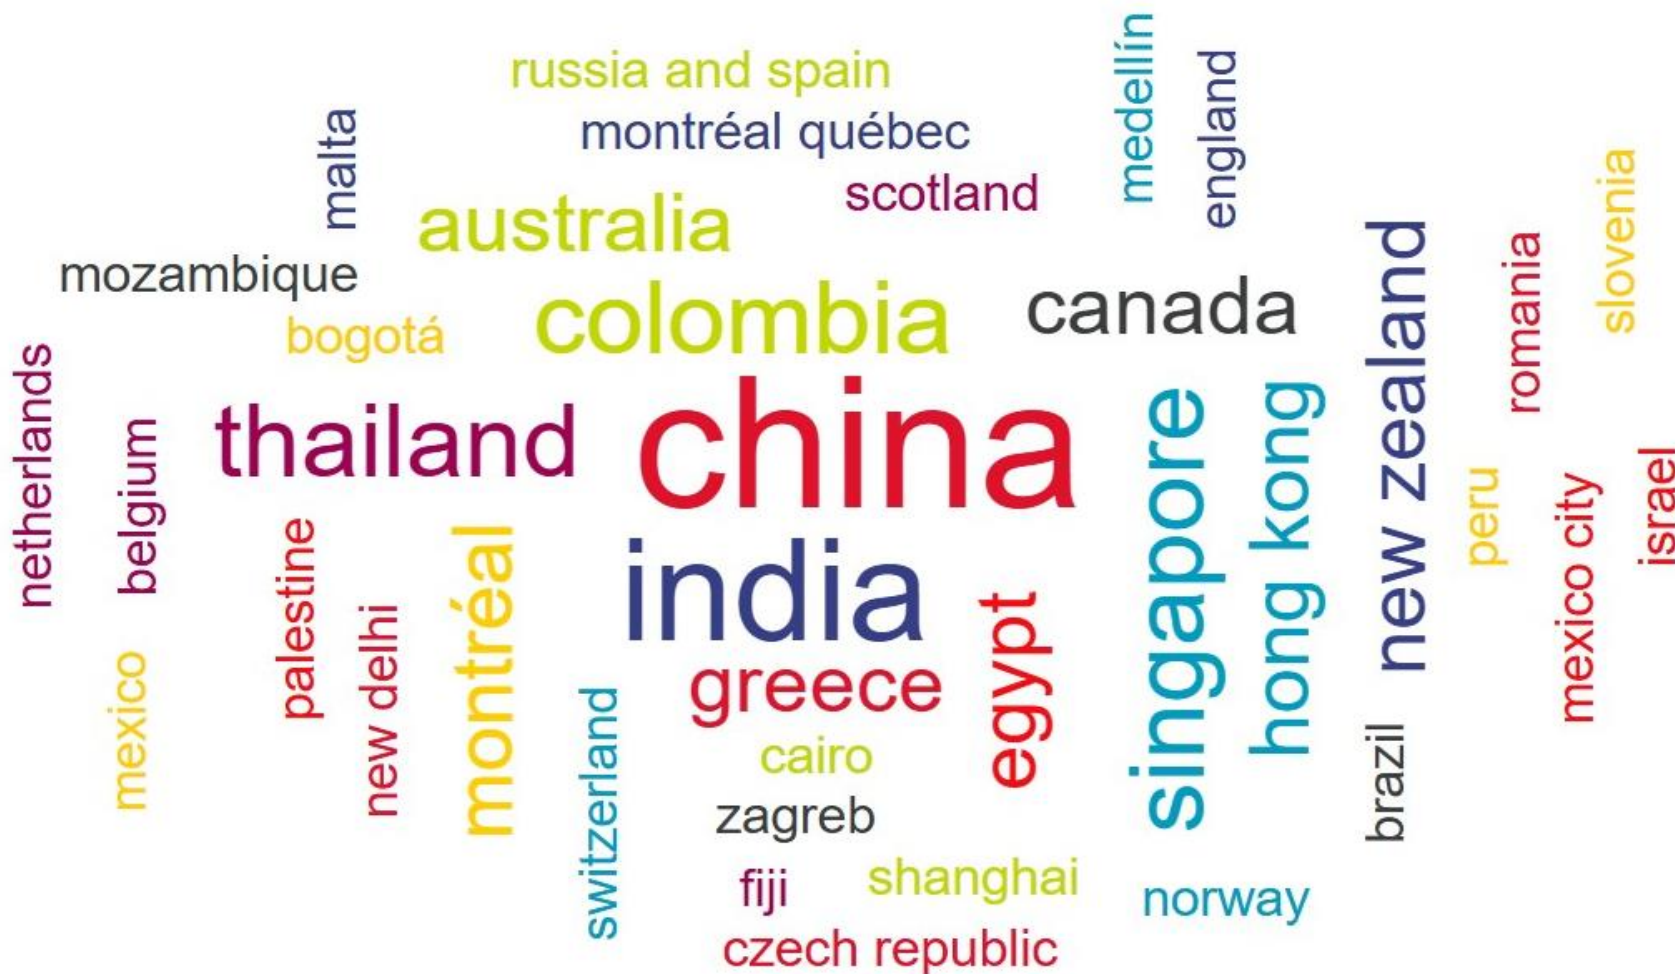 russia and spain
medellín
england
malta
montréal québec
scotland
slovenia
australia
mozambique
new zealand
romania
colombia
canada
bogotá
netherlands
thailand
china
singapore
hong kong
belgium
peru
mexico city
israel
palestine
new delhi
montréal
india
egypt
greece
mexico
switzerland
cairo
brazil
zagreb
fiji
shanghai
norway
czech republic